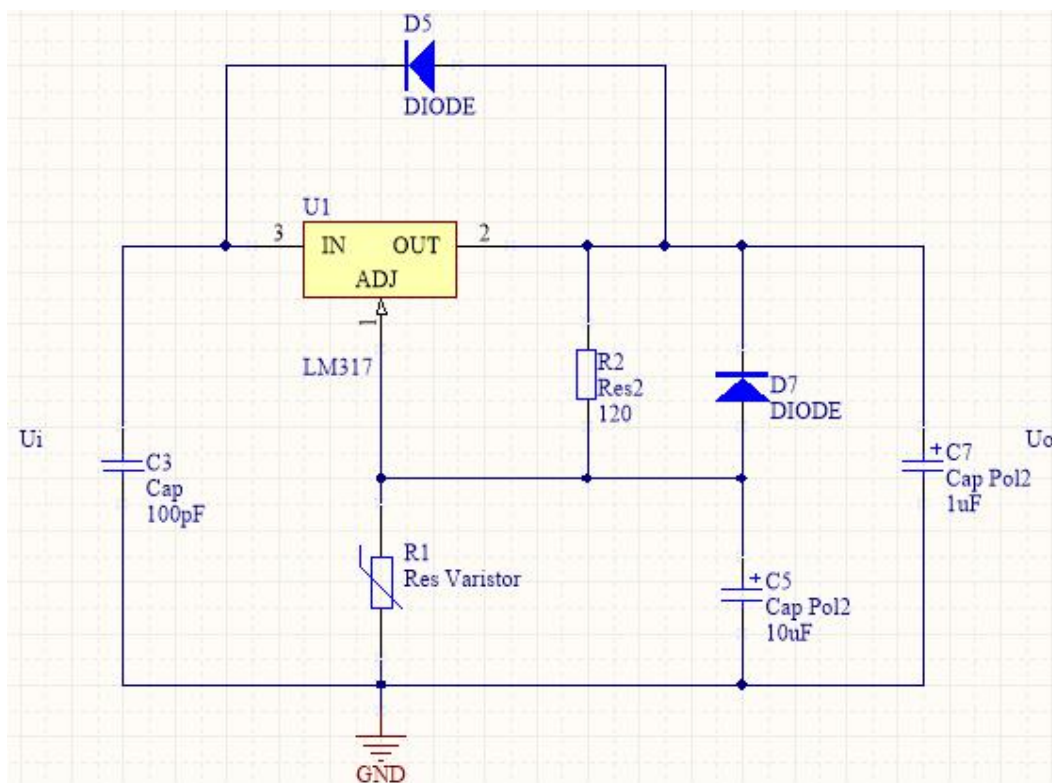 D5
DIODE
U1
3
IN
OUT
2
ADJ
1
LM317
R2
Res2
120
D7
DIODE
Ui
C3
Cap
100pF
C7
Cap Pol2
1uF
Uo
R1
Res Varistor
C5
Cap Pol2
10uF
GND